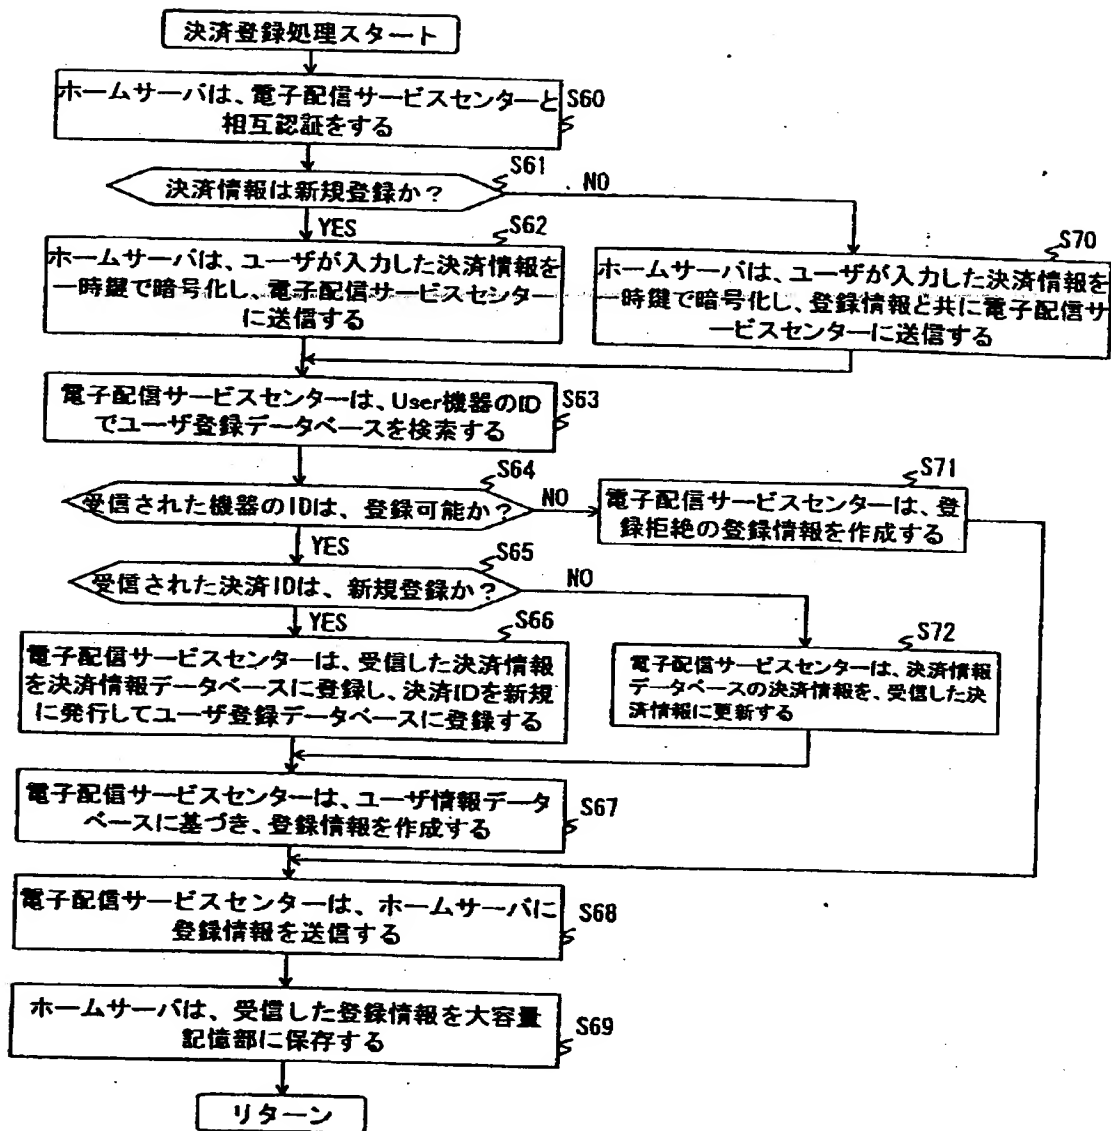 決済登録処理スタート
ホームサーバは、電子配信サービスセンターと
相互認証をする
S60
決済情報は新規登録か?
S61
NO
YES
S62
ホームサーバは、ユーザが入力した決済情報を
一時鍵で暗号化し、電子配信サービスセンター
に送信する
S70
ホームサーバは、ユーザが入力した決済情報を
一時鍵で暗号化し、登録情報と共に電子配信サ
ービスセンターに送信する
電子配信サービスセンターは、User機器のID
でユーザ登録データベースを検索する
S63
S64
受信された機器のIDは、登録可能か?
NO
YES
S71
電子配信サービスセンターは、登
録拒絶の登録情報を作成する
S65
受信された決済IDは、新規登録か?
NO
YES
S66
電子配信サービスセンターは、受信した決済情報
を決済情報データベースに登録し、決済IDを新規
に発行してユーザ登録データベースに登録する
S72
電子配信サービスセンターは、決済情報
データベースの決済情報を、受信した決
済情報に更新する
電子配信サービスセンターは、ユーザ情報データ
ベースに基づき、登録情報を作成する
S67
電子配信サービスセンターは、ホームサーバに
登録情報を送信する
S68
ホームサーバは、受信した登録情報を大容量
記憶部に保存する
S69
リターン